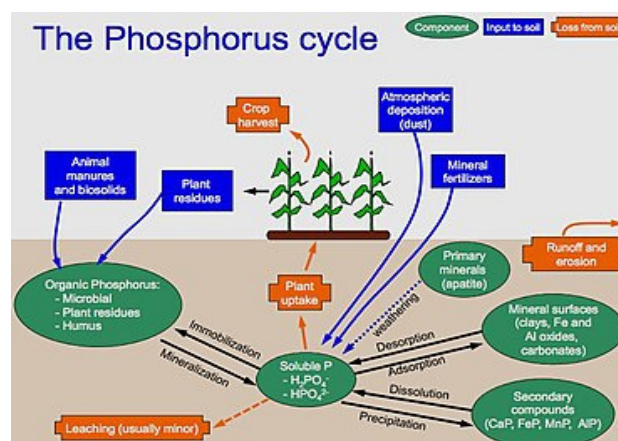 The Phosphorus cycle
Component
Input to soil
Loss from soil
Crop
harvest
Atmospheric
deposition
(dust)
Mineral
fertilizers
Animal
manures
and biosolids
Plant
residues
Runoff and
erosion
Primary
minerals
(apatite)
Plant
uptake
weathering
Organic Phosphorus:
- Microbial
- Plant residues
- Humus
Immobilization
Mineralization
Soluble P
- H₂PO₄⁻
- HPO₄²⁻
Desorption
Adsorption
Mineral surfaces
(clays, Fe and
Al oxides,
carbonates)
Dissolution
Precipitation
Secondary
compounds
(CaP, FeP, MnP, AlP)
Leaching (usually minor)